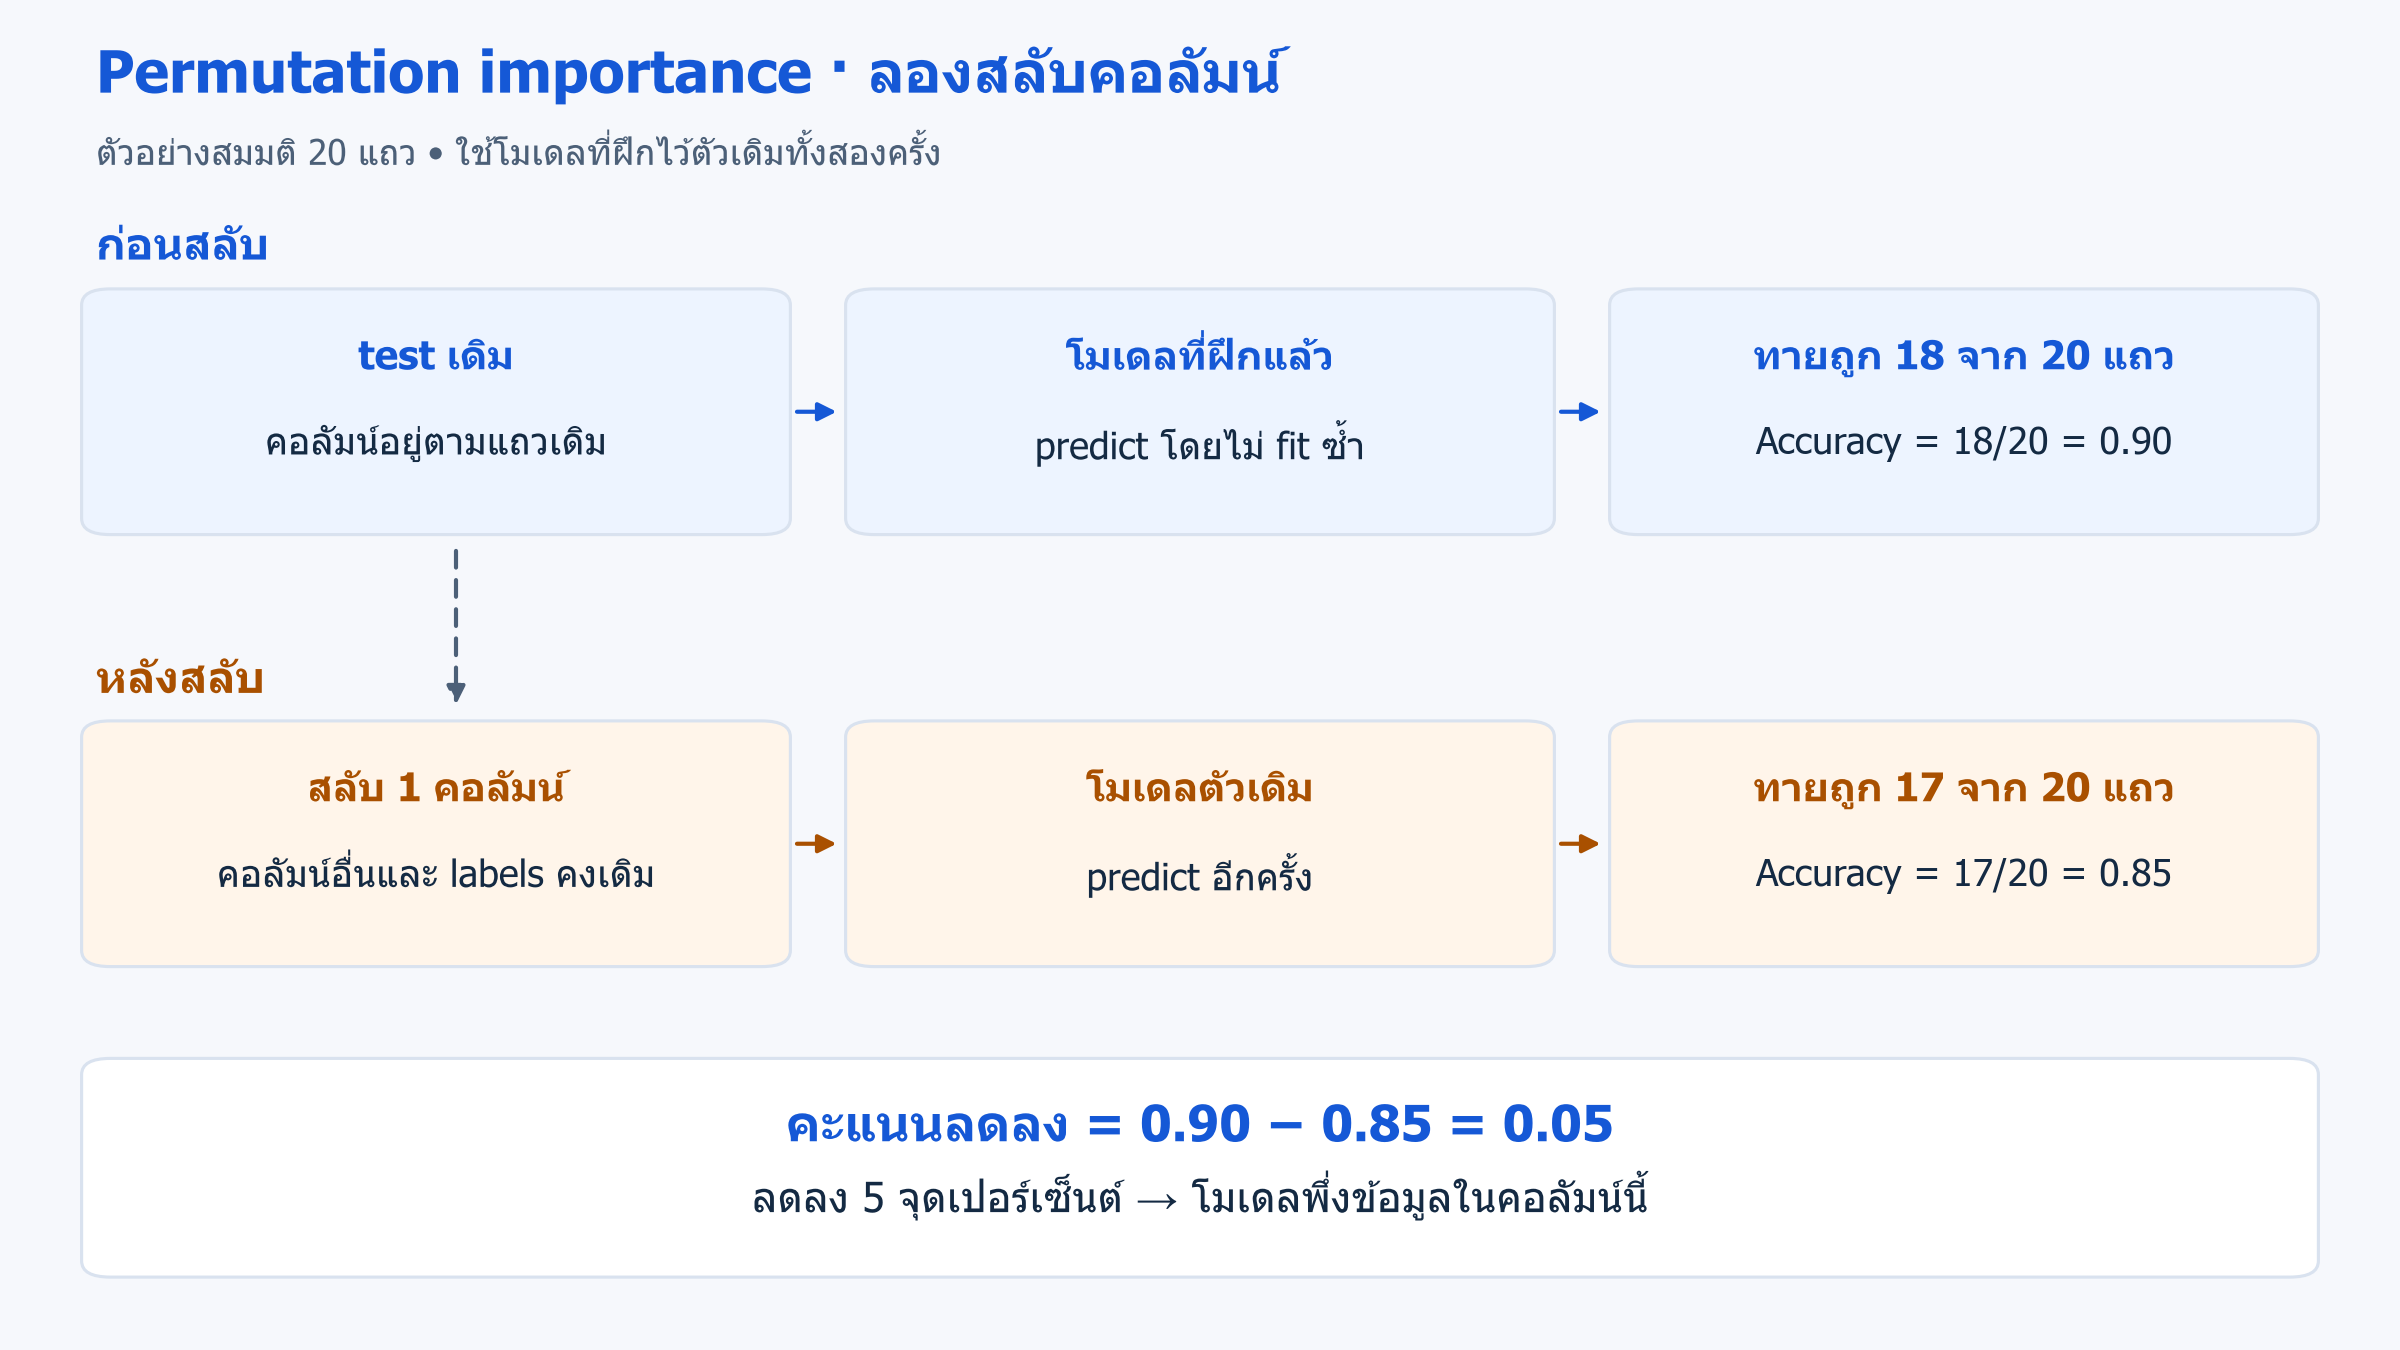 Permutation importance · ลองสลับคอลัมน์
ตัวอย่างสมมติ 20 แถว • ใช้โมเดลที่ฝึกไว้ตัวเดิมทั้งสองครั้ง
ก่อนสลับ
test เดิม
คอลัมน์อยู่ตามแถวเดิม
โมเดลที่ฝึกแล้ว
predict โดยไม่ fit ซ้ำ
ทายถูก 18 จาก 20 แถว
Accuracy = 18/20 = 0.90
หลังสลับ
สลับ 1 คอลัมน์
คอลัมน์อื่นและ labels คงเดิม
โมเดลตัวเดิม
predict อีกครั้ง
ทายถูก 17 จาก 20 แถว
Accuracy = 17/20 = 0.85
คะแนนลดลง = 0.90 − 0.85 = 0.05
ลดลง 5 จุดเปอร์เซ็นต์ → โมเดลพึ่งข้อมูลในคอลัมน์นี้